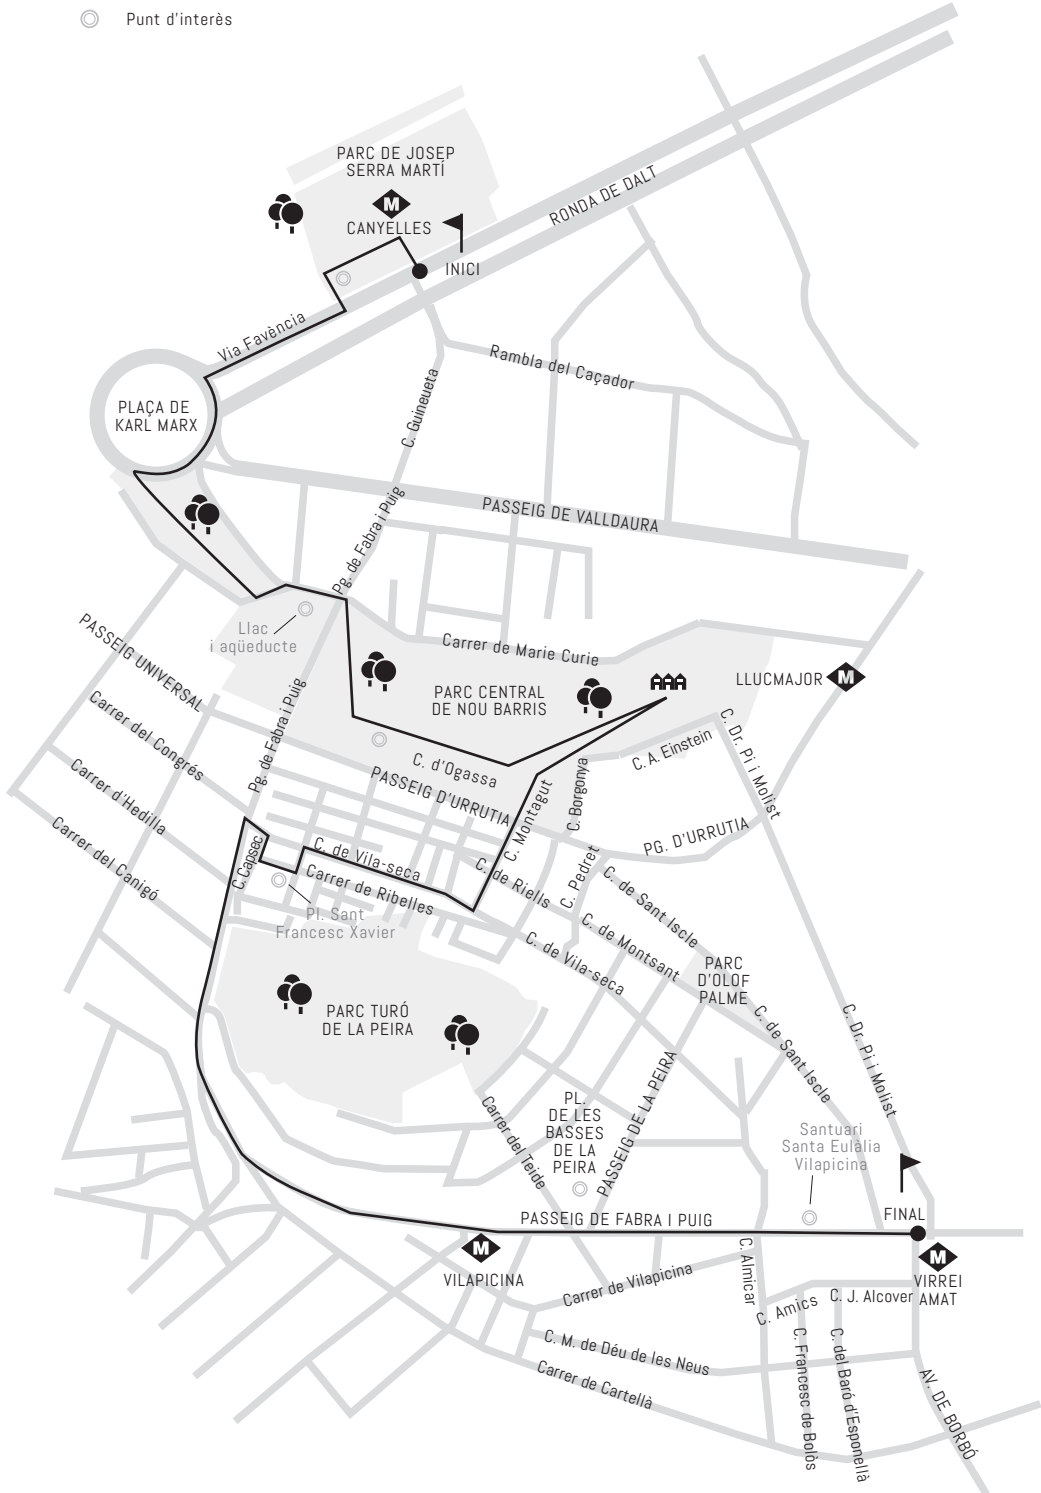 Punt d'interès
PARC DE JOSEP
SERRA MARTÍ
M
CANYELLES
INICI
RONDA DE DALT
Via Favència
Rambla del Caçador
PLAÇA DE
KARL MARX
C. Guineueta
PASSEIG DE VALLDAURA
Pg. de Fabra i Puig
Llac
i aqüeducte
PASSEIG UNIVERSAL
Carrer de Marie Curie
LLUCMAJOR
M
PARC CENTRAL
DE NOU BARRIS
Carrer del Congrés
Pg. de Fabra i Puig
C. d'Ogassa
C. A. Einstein
C. Dr. Pi i Molist
PASSEIG D'URRUTIA
Carrer d'Hedilla
C. Montagut
C. Borgonya
PG. D'URRUTIA
Carrer del Canigó
C. Capsec
C. de Vila-seca
Carrer de Ribelles
C. de Riells
C. Pedret
C. de Sant Iscle
Pl. Sant
Francesc Xavier
C. de Montsant
C. de Vila-seca
PARC
D'OLOF
PALME
PARC TURÓ
DE LA PEIRA
C. de Sant Iscle
C. Dr. Pi i Molist
Carrer del Teide
PL.
DE LES
BASSES
DE LA
PEIRA
PASSEIG DE LA PEIRA
Santuari
Santa Eulàlia
Vilapicina
FINAL
PASSEIG DE FABRA I PUIG
M
VILAPICINA
M
VIRREI
AMAT
C. Almicar
Carrer de Vilapicina
C. Amics
C. J. Alcover
C. M. de Déu de les Neus
Carrer de Cartellà
C. Francesc de Bolòs
C. del Baró d'Esponellà
AV. DE BORBÓ